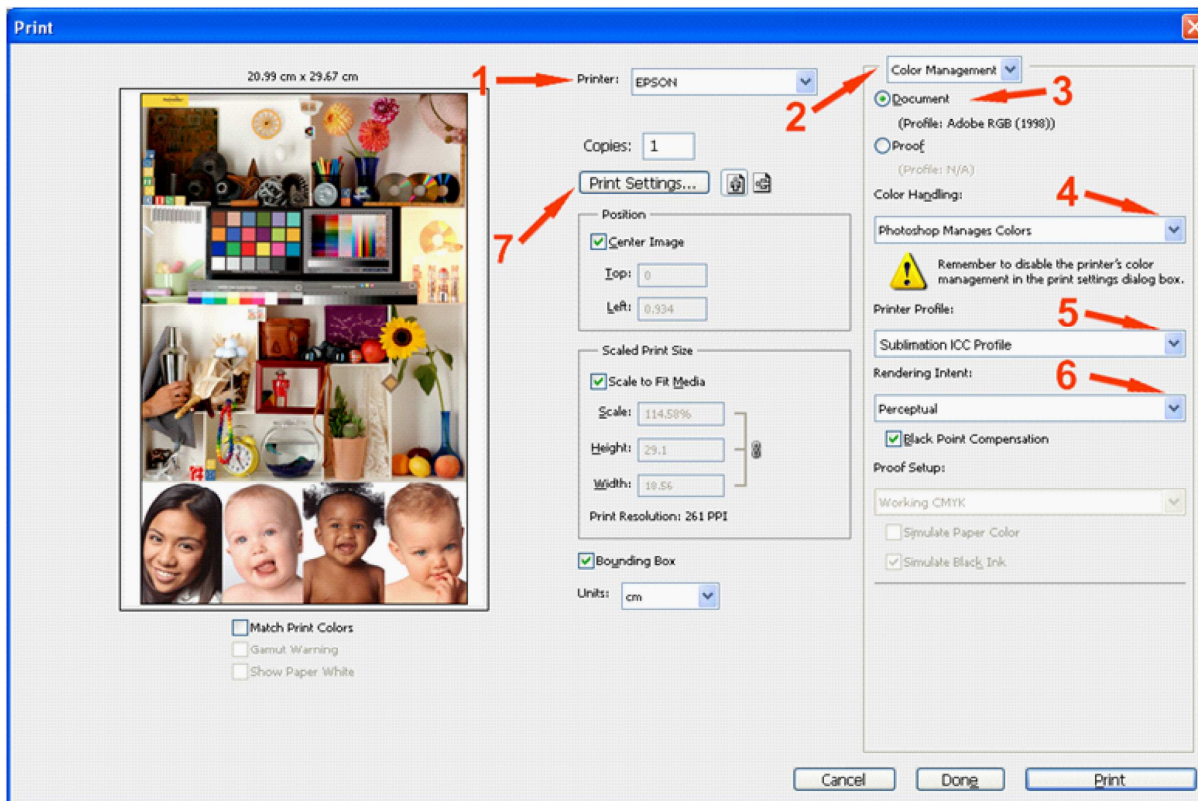 Print
20.99 cm x 29.67 cm
Match Print Colors
Gamut Warning
Show Paper White
1
Printer: EPSON
Copies: 1
Print Settings...
7
Position
Center Image
Top: 0
Left: 0.934
Scaled Print Size
Scale to Fit Media
Scale: 114.58%
Height: 29.1
Width: 18.56
Print Resolution: 261 PPI
Bounding Box
Units: cm
2
Color Management
Document
3
(Profile: Adobe RGB (1998))
Proof
(Profile: N/A)
Color Handling:
4
Photoshop Manages Colors
Remember to disable the printer's color
management in the print settings dialog box.
Printer Profile:
5
Sublimation ICC Profile
Rendering Intent:
6
Perceptual
Black Point Compensation
Proof Setup:
Working CMYK
Simulate Paper Color
Simulate Black Ink
Cancel
Done
Print